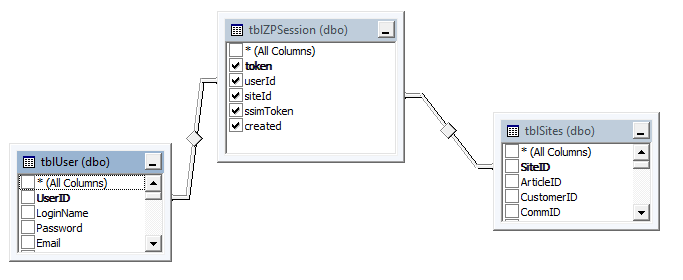 tblZPSession (dbo)
* (All Columns)
token
userId
siteId
ssimToken
created
tblUser (dbo)
* (All Columns)
UserID
LoginName
Password
Email
tblSites (dbo)
* (All Columns)
SiteID
ArticleID
CustomerID
CommID